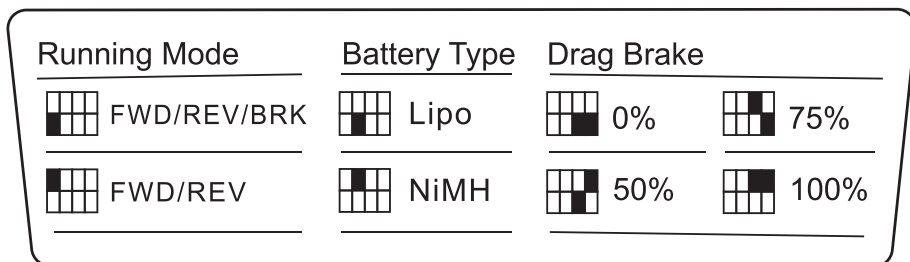 Running Mode Battery Type Drag Brake
FWD/REV/BRK Lipo 0% 75%
FWD/REV NiMH 50% 100%